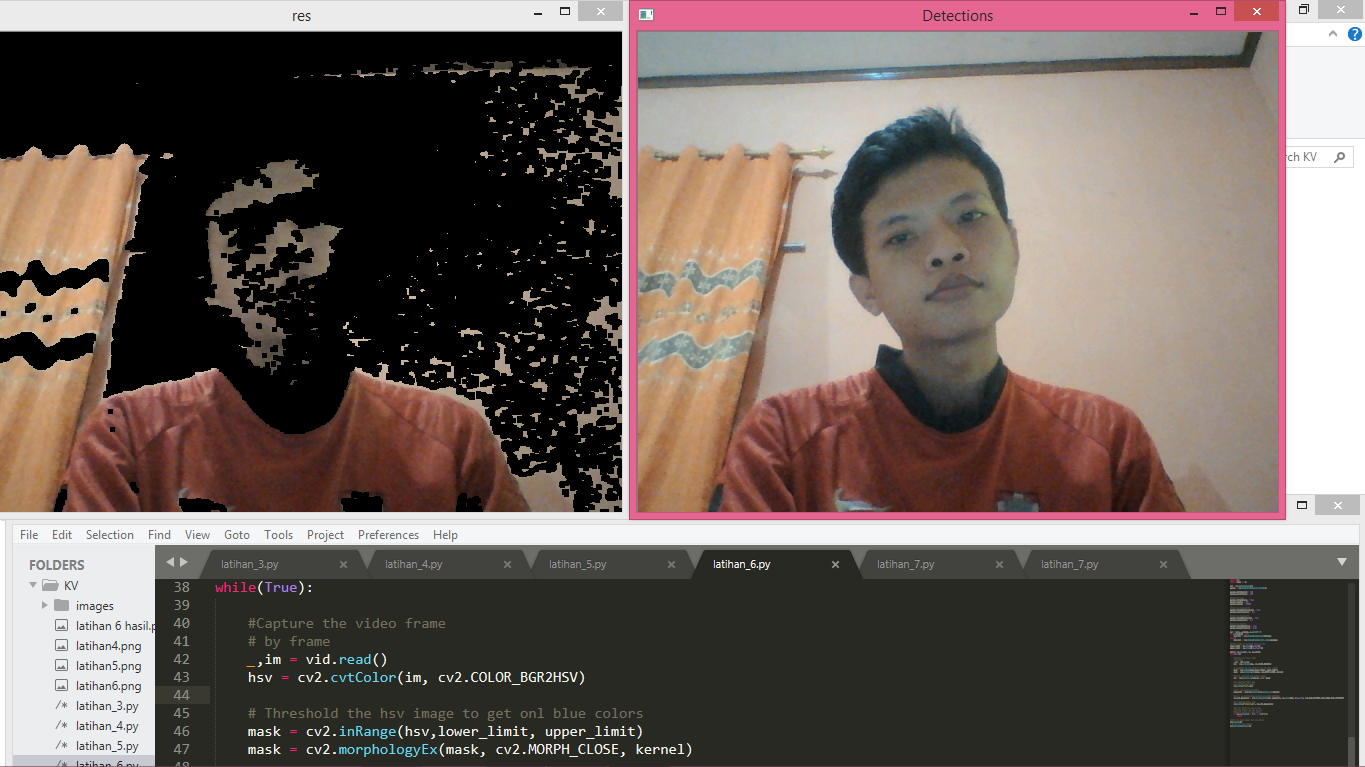 res
Detections
rch KV
File Edit Selection Find View Goto Tools Project Preferences Help
FOLDERS
KV
images
latihan 6 hasil.p
latihan4.png
latihan5.png
latihan6.png
/* latihan_3.py
/* latihan_4.py
/* latihan_5.py
/* latihan_6.py
latihan_3.py latihan_4.py latihan_5.py latihan_6.py latihan_7.py latihan_7.py
38 while(True):
39
40 #Capture the video frame
41 # by frame
42 _,im = vid.read()
43 hsv = cv2.cvtColor(im, cv2.COLOR_BGR2HSV)
44
45 # Threshold the hsv image to get onl blue colors
46 mask = cv2.inRange(hsv,lower_limit, upper_limit)
47 mask = cv2.morphologyEx(mask, cv2.MORPH_CLOSE, kernel)
48